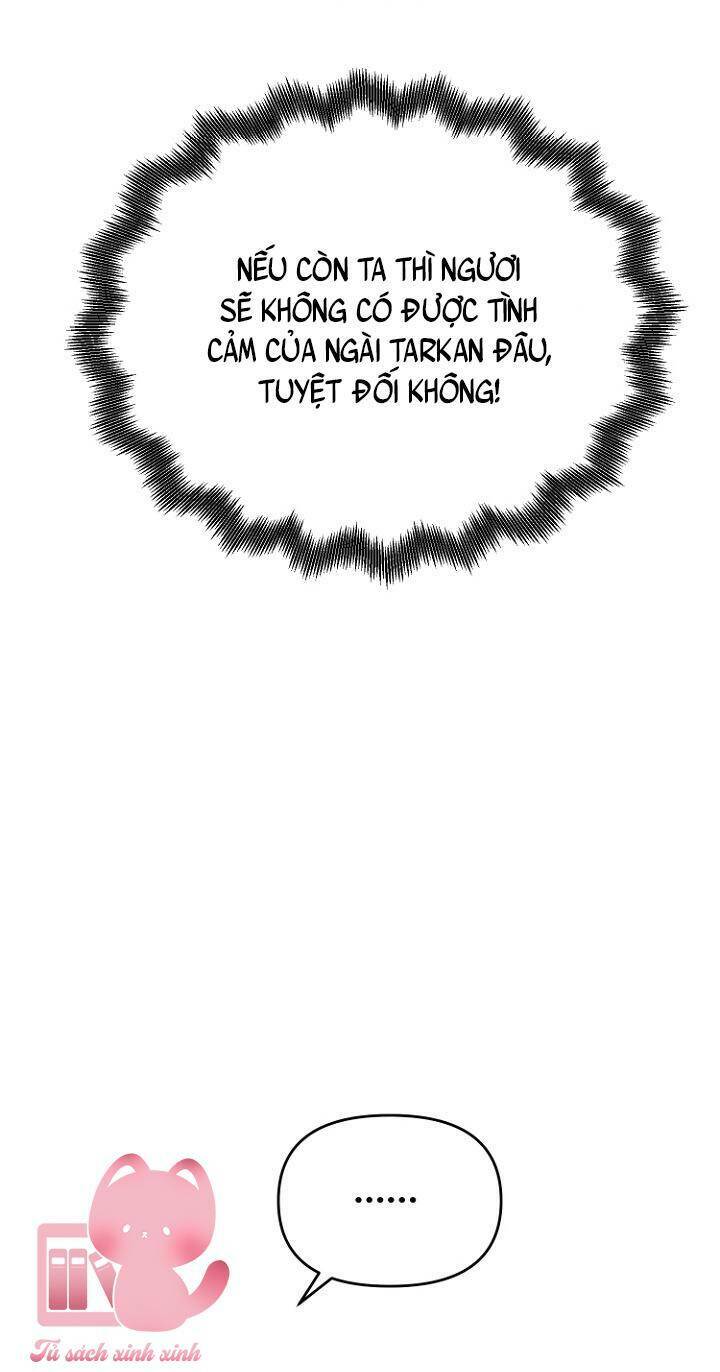 NẾU CÒN TA THÌ NGƯƠI
SẼ KHÔNG CÓ ĐƯỢC TÌNH
CẢM CỦA NGÀI TARKAN ĐÂU,
TUYỆT ĐỐI KHÔNG!
......
Tủ sách xinh xinh